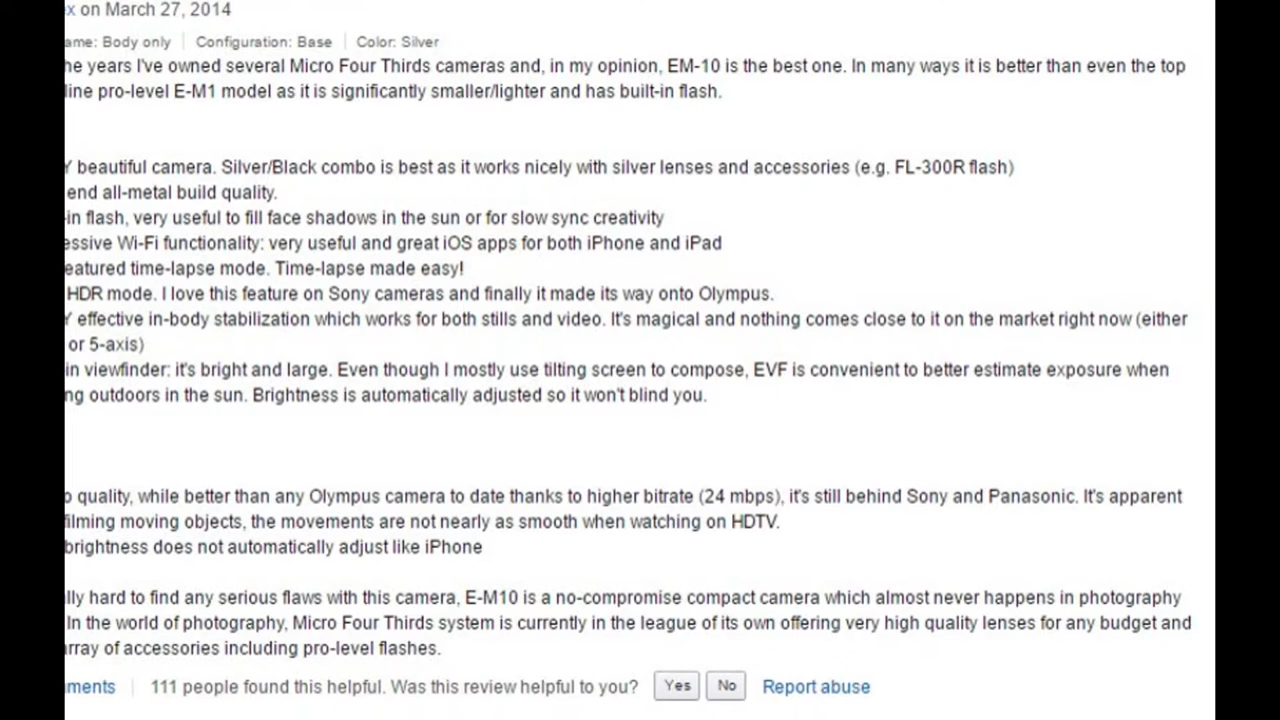 x on March 27, 2014
ame: Body only | Configuration: Base | Color: Silver
he years I've owned several Micro Four Thirds cameras and, in my opinion, EM-10 is the best one. In many ways it is better than even the top
line pro-level E-M1 model as it is significantly smaller/lighter and has built-in flash.
Y beautiful camera. Silver/Black combo is best as it works nicely with silver lenses and accessories (e.g. FL-300R flash)
end all-metal build quality.
-in flash, very useful to fill face shadows in the sun or for slow sync creativity
essive Wi-Fi functionality: very useful and great iOS apps for both iPhone and iPad
eatured time-lapse mode. Time-lapse made easy!
HDR mode. I love this feature on Sony cameras and finally it made its way onto Olympus.
Y effective in-body stabilization which works for both stills and video. It's magical and nothing comes close to it on the market right now (either
or 5-axis)
in viewfinder: it's bright and large. Even though I mostly use tilting screen to compose, EVF is convenient to better estimate exposure when
ng outdoors in the sun. Brightness is automatically adjusted so it won't blind you.
o quality, while better than any Olympus camera to date thanks to higher bitrate (24 mbps), it's still behind Sony and Panasonic. It's apparent
filming moving objects, the movements are not nearly as smooth when watching on HDTV.
brightness does not automatically adjust like iPhone
lly hard to find any serious flaws with this camera, E-M10 is a no-compromise compact camera which almost never happens in photography
In the world of photography, Micro Four Thirds system is currently in the league of its own offering very high quality lenses for any budget and
rray of accessories including pro-level flashes.
ments | 111 people found this helpful. Was this review helpful to you? Yes No Report abuse